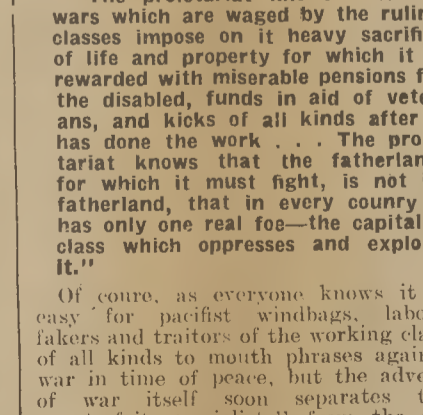 wars which are waged by the rulin
classes impose on it heavy sacrifi
of life and property for which it
rewarded with miserable pensions f
the disabled, funds in aid of vete
ans, and kicks of all kinds after
has done the work . . . The pro
tariat knows that the fatherlan
for which it must fight, is not
fatherland, that in every counry
has only one real foe—the capital
class which oppresses and explo
it."
Of coure, as everyone knows it
easy for pacifist windbags, labo
fakers and traitors of the working cla
of all kinds to mouth phrases again
war in time of peace, but the adve
of war itself soon separates t